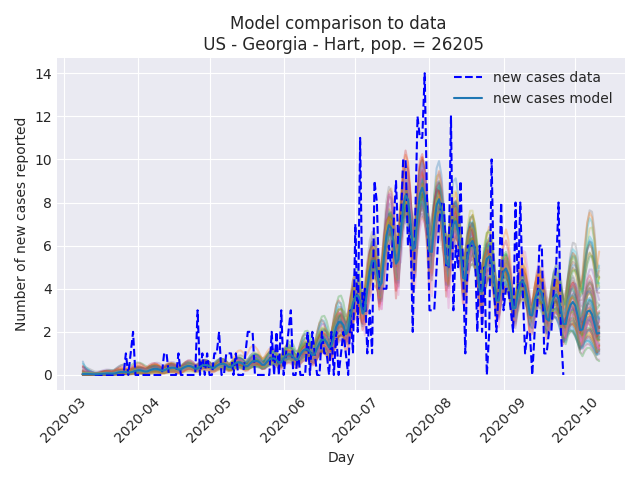 Model comparison to data
US - Georgia - Hart, pop. = 26205
new cases data
new cases model
Number of new cases reported
14
12
10
8
6
4
2
0
2020-03
2020-04
2020-05
2020-06
2020-07
2020-08
2020-09
2020-10
Day